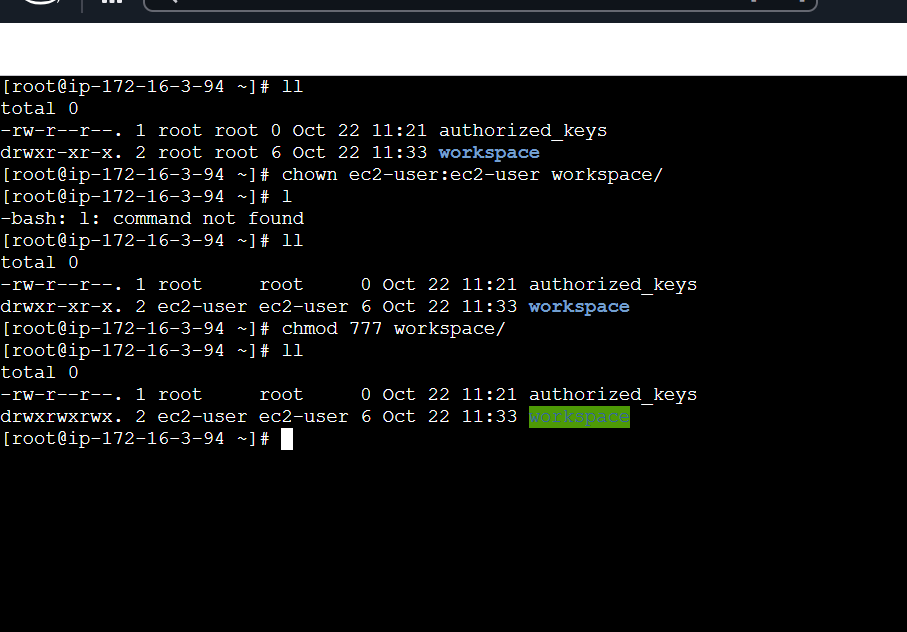 [root@ip-172-16-3-94 ~]# ll
total 0
-rw-r--r--. 1 root root 0 Oct 22 11:21 authorized_keys
drwxr-xr-x. 2 root root 6 Oct 22 11:33 workspace
[root@ip-172-16-3-94 ~]# chown ec2-user:ec2-user workspace/
[root@ip-172-16-3-94 ~]# l
-bash: l: command not found
[root@ip-172-16-3-94 ~]# ll
total 0
-rw-r--r--. 1 root     root     0 Oct 22 11:21 authorized_keys
drwxr-xr-x. 2 ec2-user ec2-user 6 Oct 22 11:33 workspace
[root@ip-172-16-3-94 ~]# chmod 777 workspace/
[root@ip-172-16-3-94 ~]# ll
total 0
-rw-r--r--. 1 root     root     0 Oct 22 11:21 authorized_keys
drwxrwxrwx. 2 ec2-user ec2-user 6 Oct 22 11:33 workspace
[root@ip-172-16-3-94 ~]#